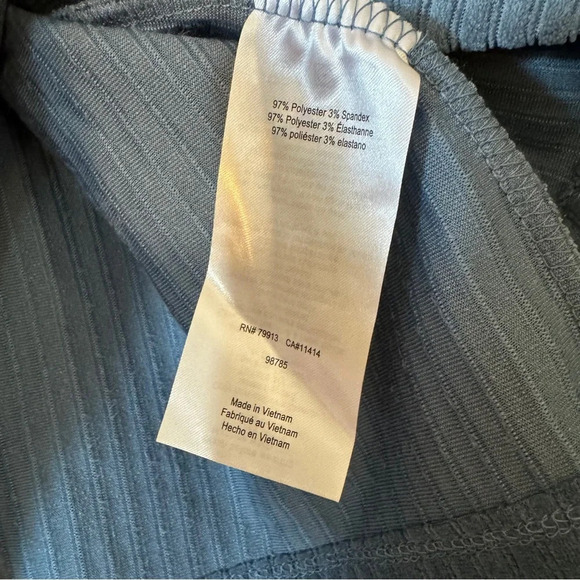 97% Polyester 3% Spandex
97% Polyester 3% Élasthanne
97% poliéster 3% elastano
RN# 79913 CA#11414
98785
Made in Vietnam
Fabriqué au Vietnam
Hecho en Vietnam